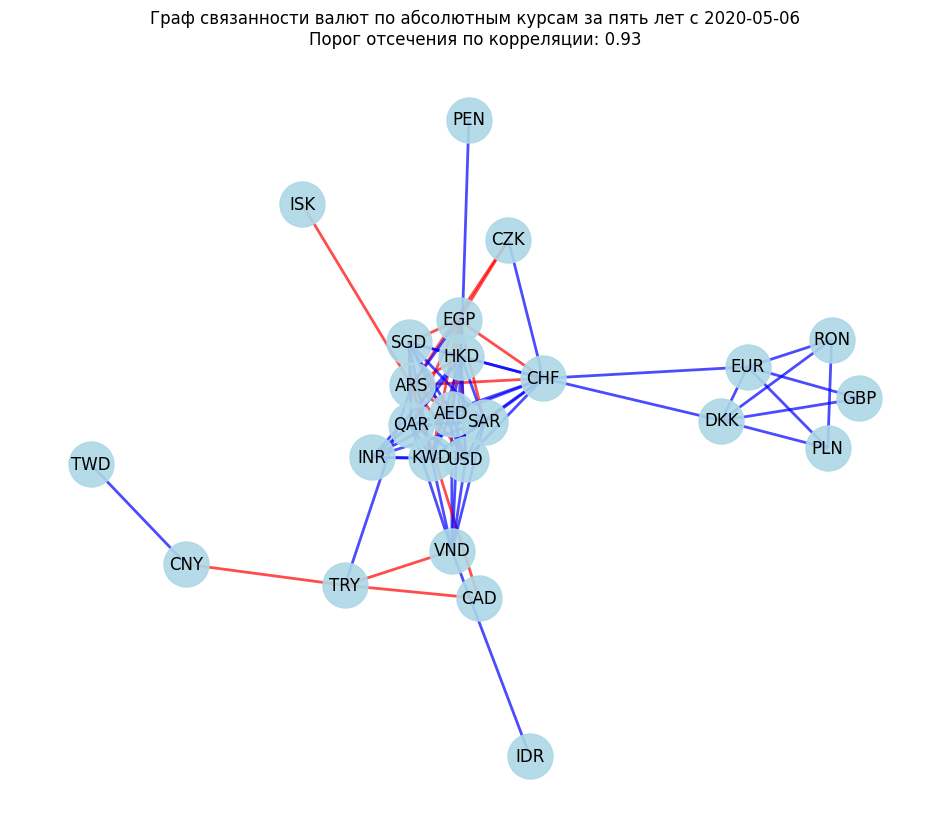 Граф связанности валют по абсолютным курсам за пять лет с 2020-05-06
Порог отсечения по корреляции: 0.93
PEN
ISK
CZK
EGP
SGD
HKD
RON
EUR
CHF
ARS
GBP
AED
DKK
SAR
QAR
PLN
INR
KWD
USD
TWD
VND
CNY
TRY
CAD
IDR